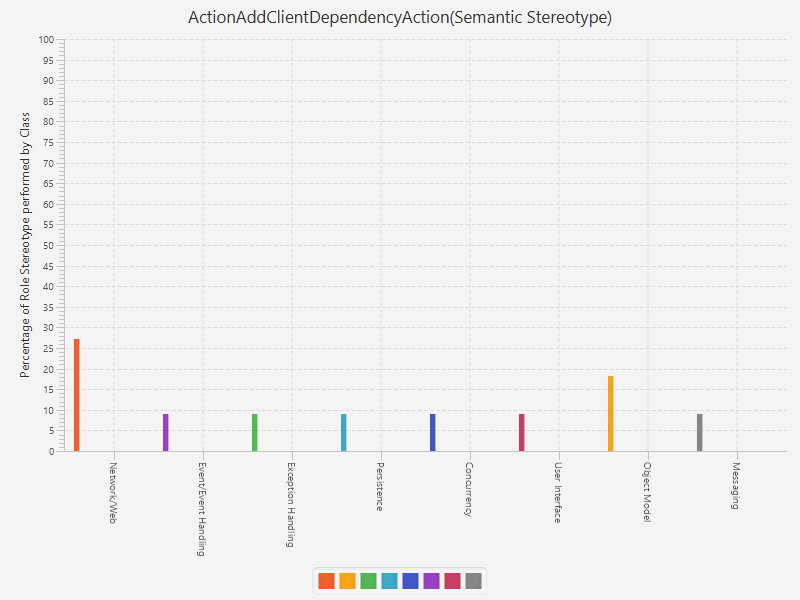 ActionAddClientDependencyAction(Semantic Stereotype)
Percentage of Role Stereotype performed by Class
100
95
90
85
80
75
70
65
60
55
50
45
40
35
30
25
20
15
10
5
0
Network/Web
Event/Event Handling
Exception Handling
Persistence
Concurrency
User Interface
Object Model
Messaging